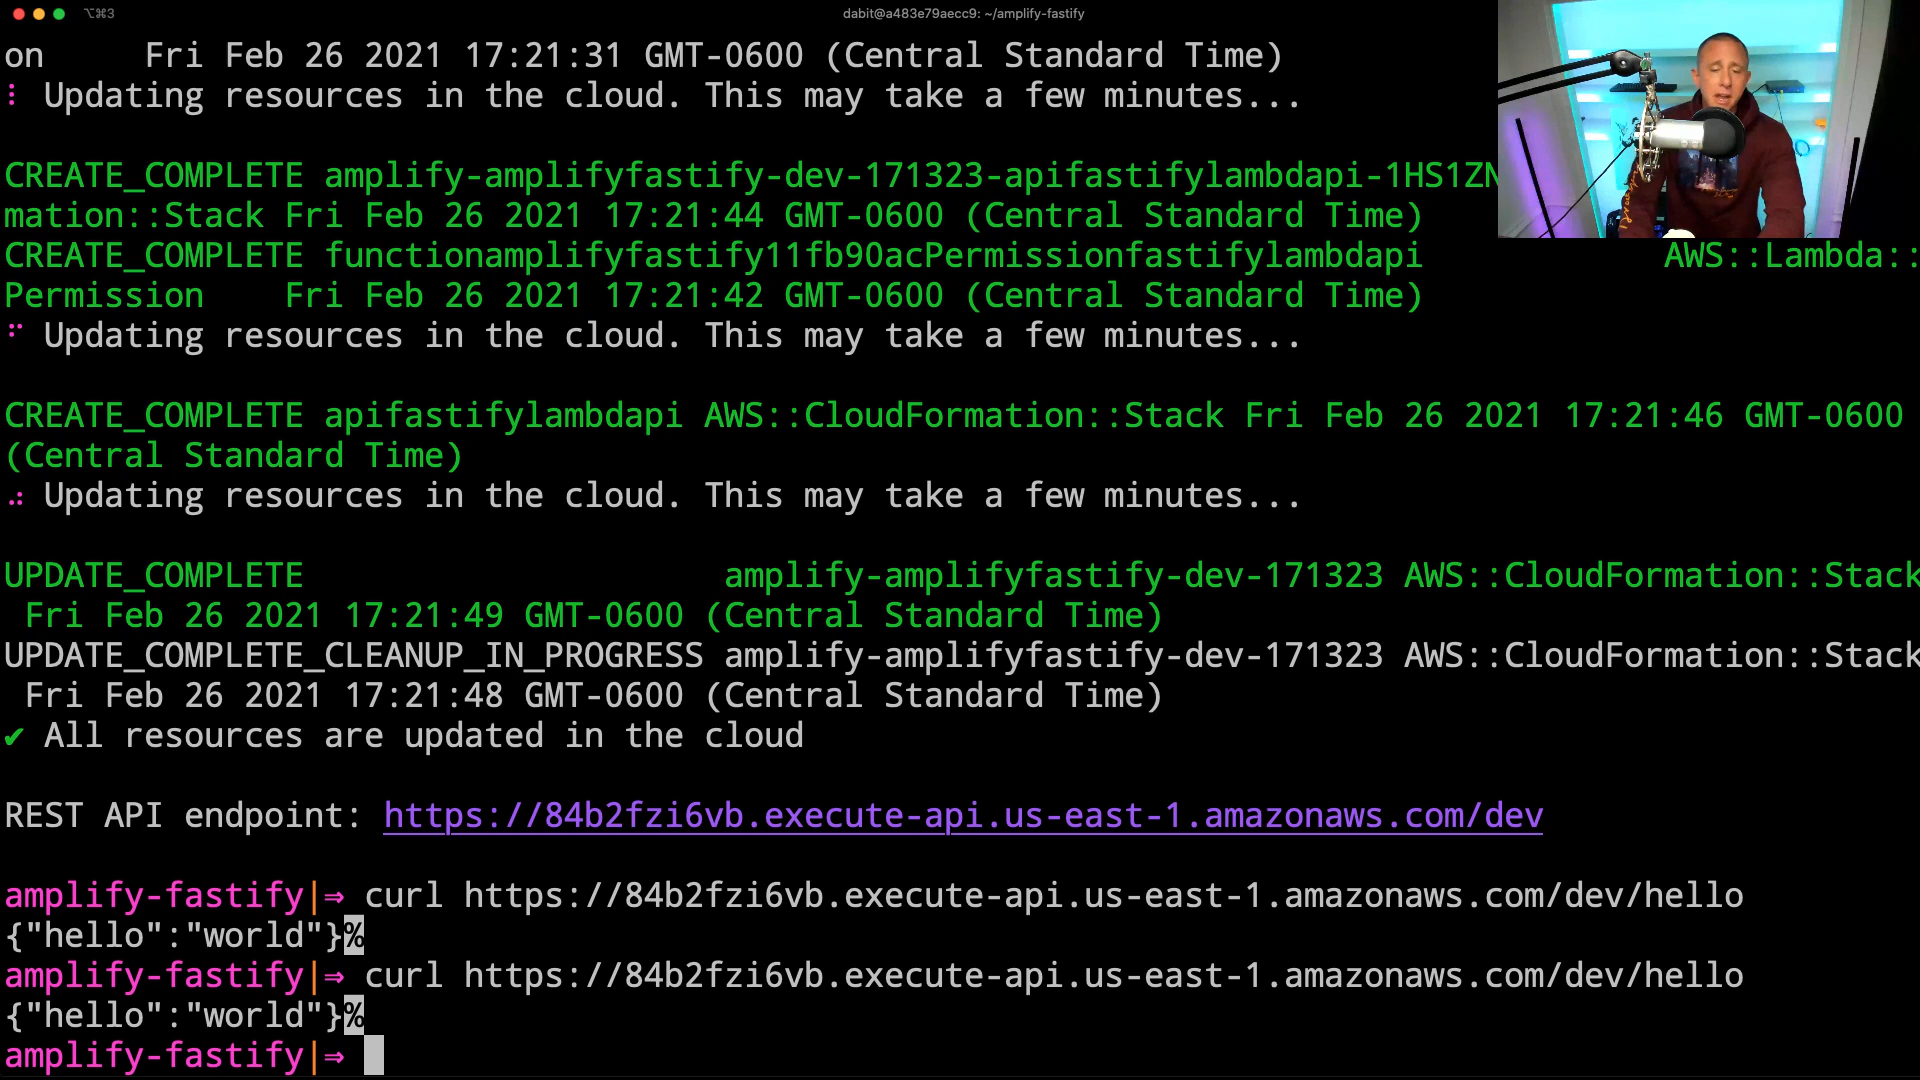 ⌥⌘3
dabit@a483e79aecc9: ~/amplify-fastify
on     Fri Feb 26 2021 17:21:31 GMT-0600 (Central Standard Time)
⠇ Updating resources in the cloud. This may take a few minutes...
CREATE_COMPLETE amplify-amplifyfastify-dev-171323-apifastifylambdapi-1HS1ZN
mation::Stack Fri Feb 26 2021 17:21:44 GMT-0600 (Central Standard Time)
CREATE_COMPLETE functionamplifyfastify11fb90acPermissionfastifylambdapi            AWS::Lambda::
Permission    Fri Feb 26 2021 17:21:42 GMT-0600 (Central Standard Time)
⠋ Updating resources in the cloud. This may take a few minutes...
CREATE_COMPLETE apifastifylambdapi AWS::CloudFormation::Stack Fri Feb 26 2021 17:21:46 GMT-0600
(Central Standard Time)
⠴ Updating resources in the cloud. This may take a few minutes...
UPDATE_COMPLETE                     amplify-amplifyfastify-dev-171323 AWS::CloudFormation::Stack
 Fri Feb 26 2021 17:21:49 GMT-0600 (Central Standard Time)
UPDATE_COMPLETE_CLEANUP_IN_PROGRESS amplify-amplifyfastify-dev-171323 AWS::CloudFormation::Stack
 Fri Feb 26 2021 17:21:48 GMT-0600 (Central Standard Time)
✔ All resources are updated in the cloud
REST API endpoint: https://84b2fzi6vb.execute-api.us-east-1.amazonaws.com/dev
amplify-fastify|⇒ curl https://84b2fzi6vb.execute-api.us-east-1.amazonaws.com/dev/hello
{"hello":"world"}%
amplify-fastify|⇒ curl https://84b2fzi6vb.execute-api.us-east-1.amazonaws.com/dev/hello
{"hello":"world"}%
amplify-fastify|⇒